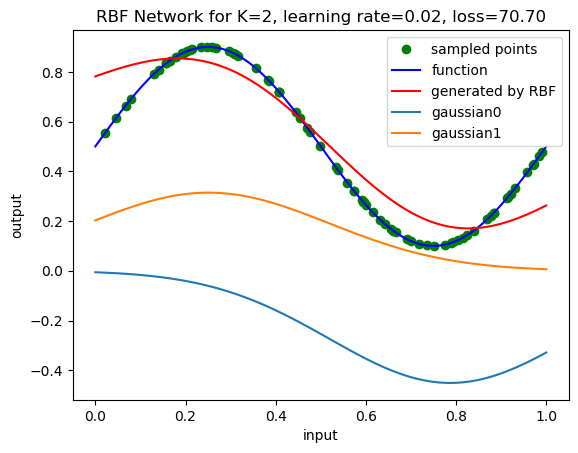 RBF Network for K=2, learning rate=0.02, loss=70.70
sampled points
function
generated by RBF
gaussian0
gaussian1
output
0.8
0.6
0.4
0.2
0.0
−0.2
−0.4
0.0 0.2 0.4 0.6 0.8 1.0
input